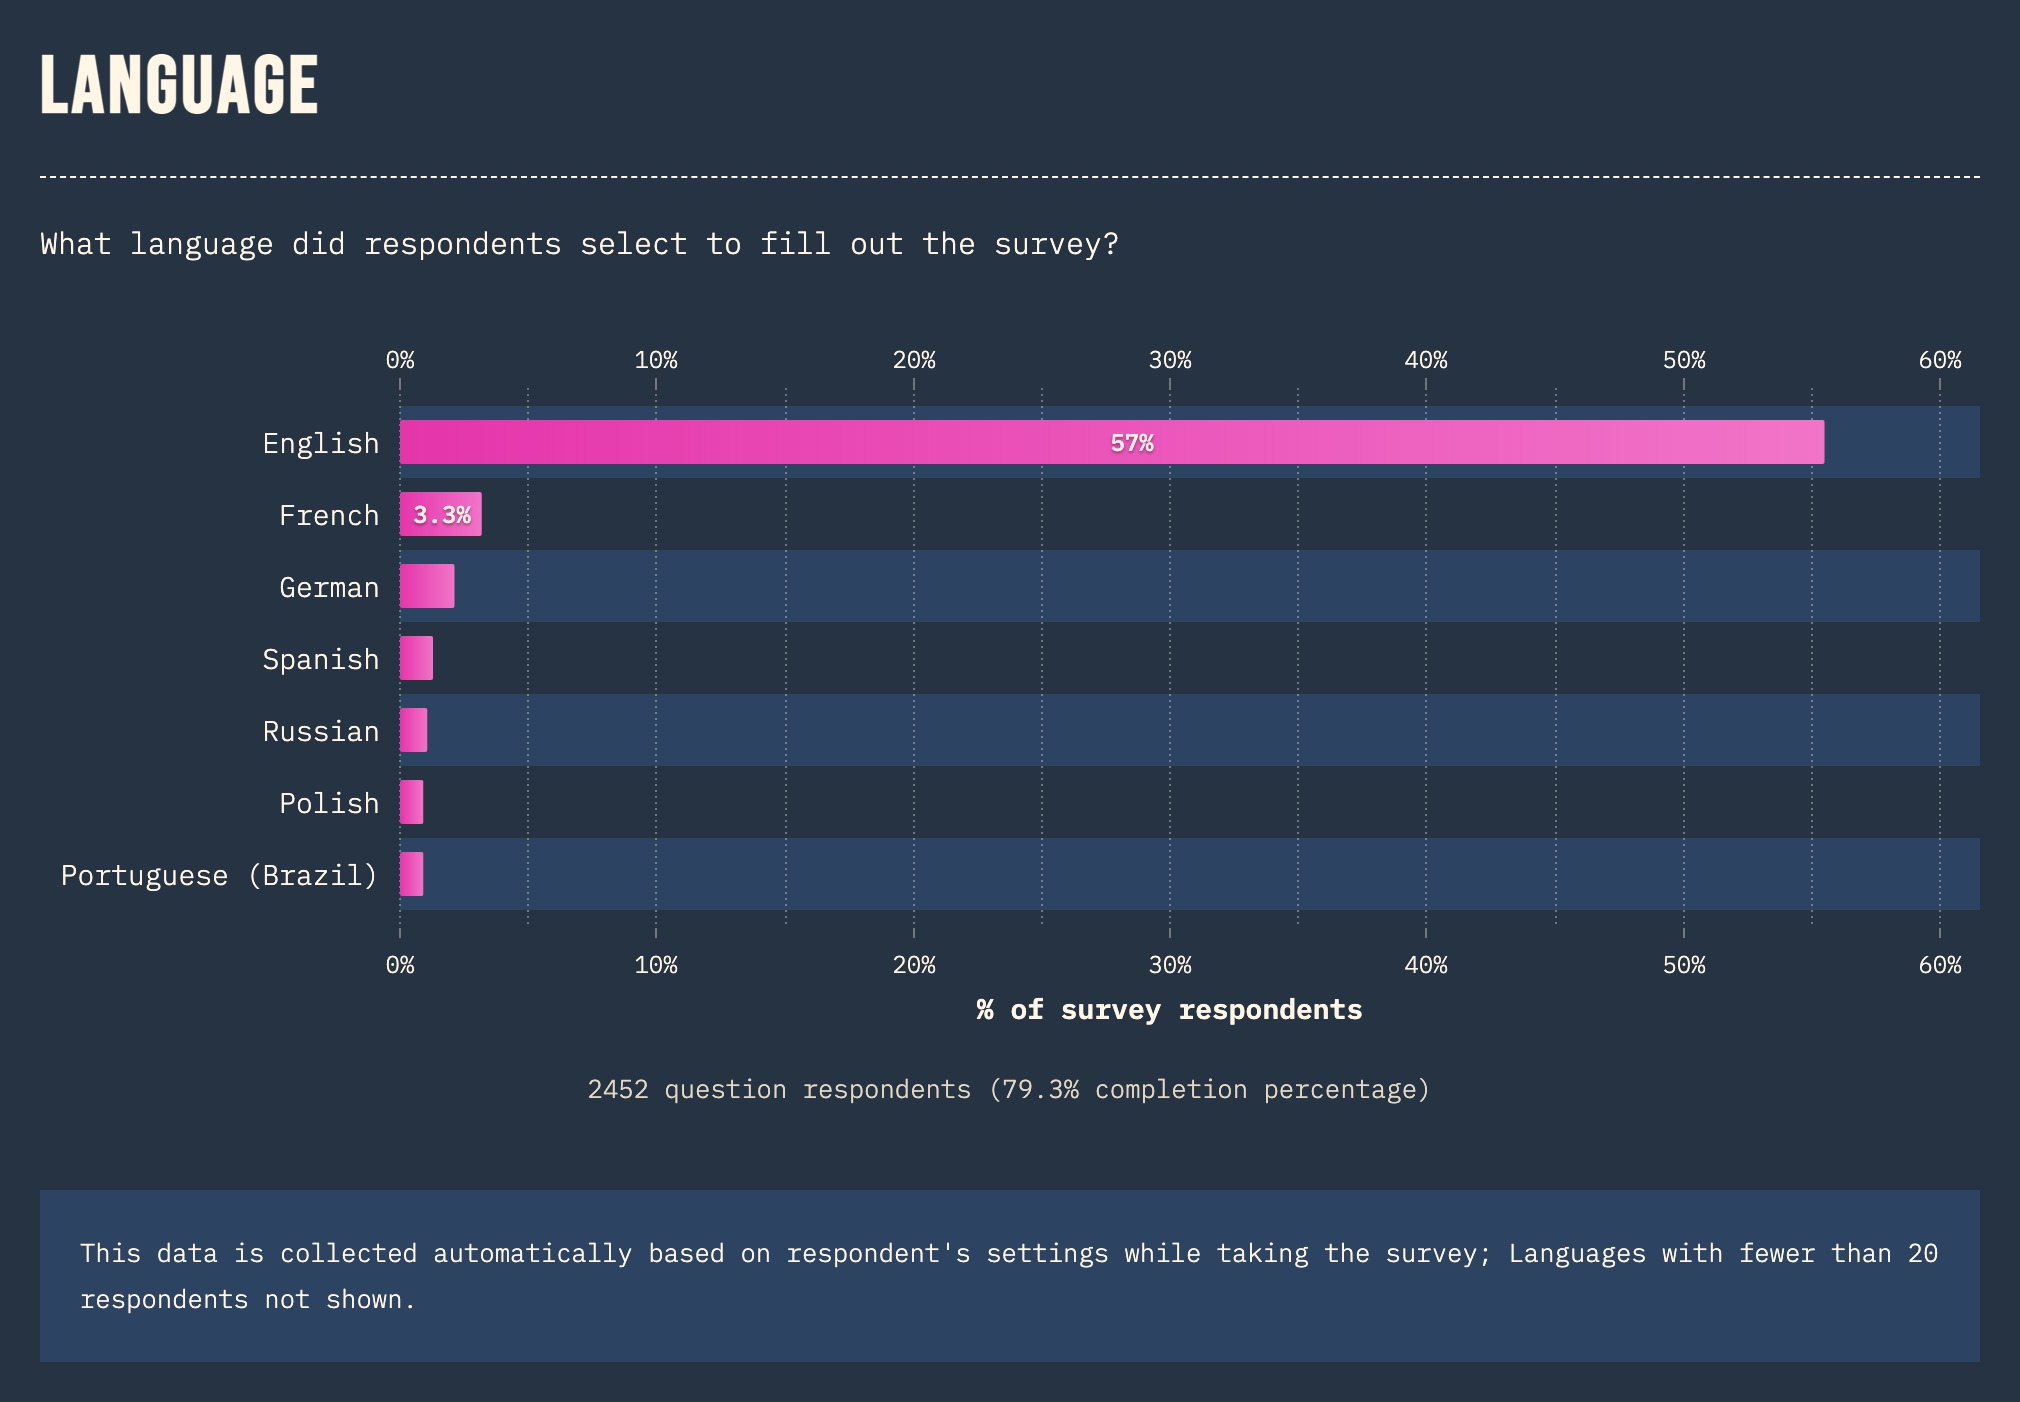 LANGUAGE
What language did respondents select to fill out the survey?
0% 10% 20% 30% 40% 50% 60%
English 57%
French 3.3%
German
Spanish
Russian
Polish
Portuguese (Brazil)
0% 10% 20% 30% 40% 50% 60%
% of survey respondents
2452 question respondents (79.3% completion percentage)
This data is collected automatically based on respondent's settings while taking the survey; Languages with fewer than 20
respondents not shown.